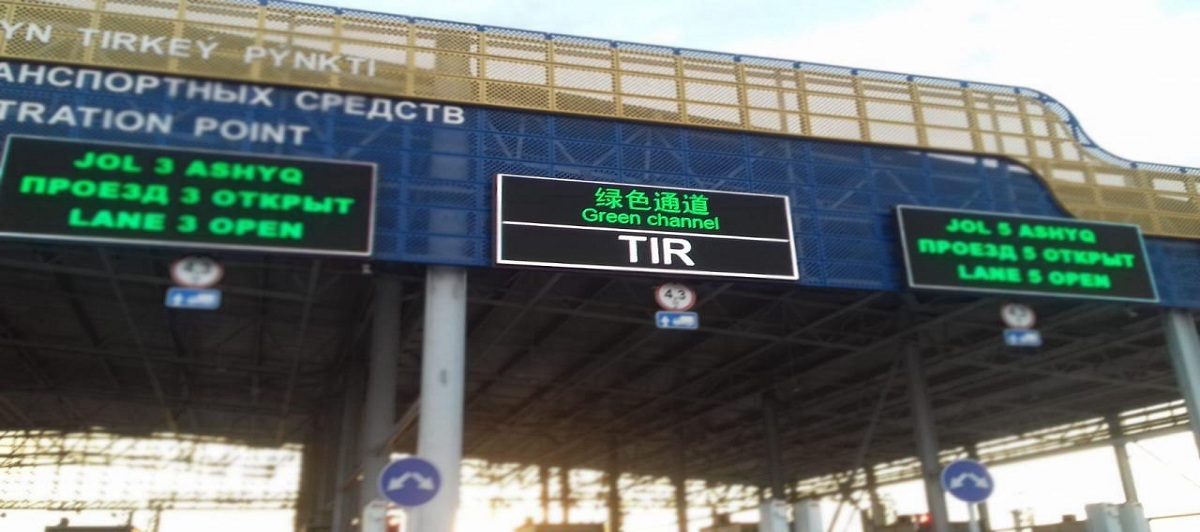 YN TIRKEÝ PÝNKTI
АНСПОРТНЫХ СРЕДСТВ
TRATION POINT
JOL 3 ASHYQ
ПРОЕЗД 3 ОТКРЫТ
LANE 3 OPEN
绿色通道
Green channel
TIR
JOL 5 ASHYQ
ПРОЕЗД 5 ОТКРЫТ
LANE 5 OPEN
4,3